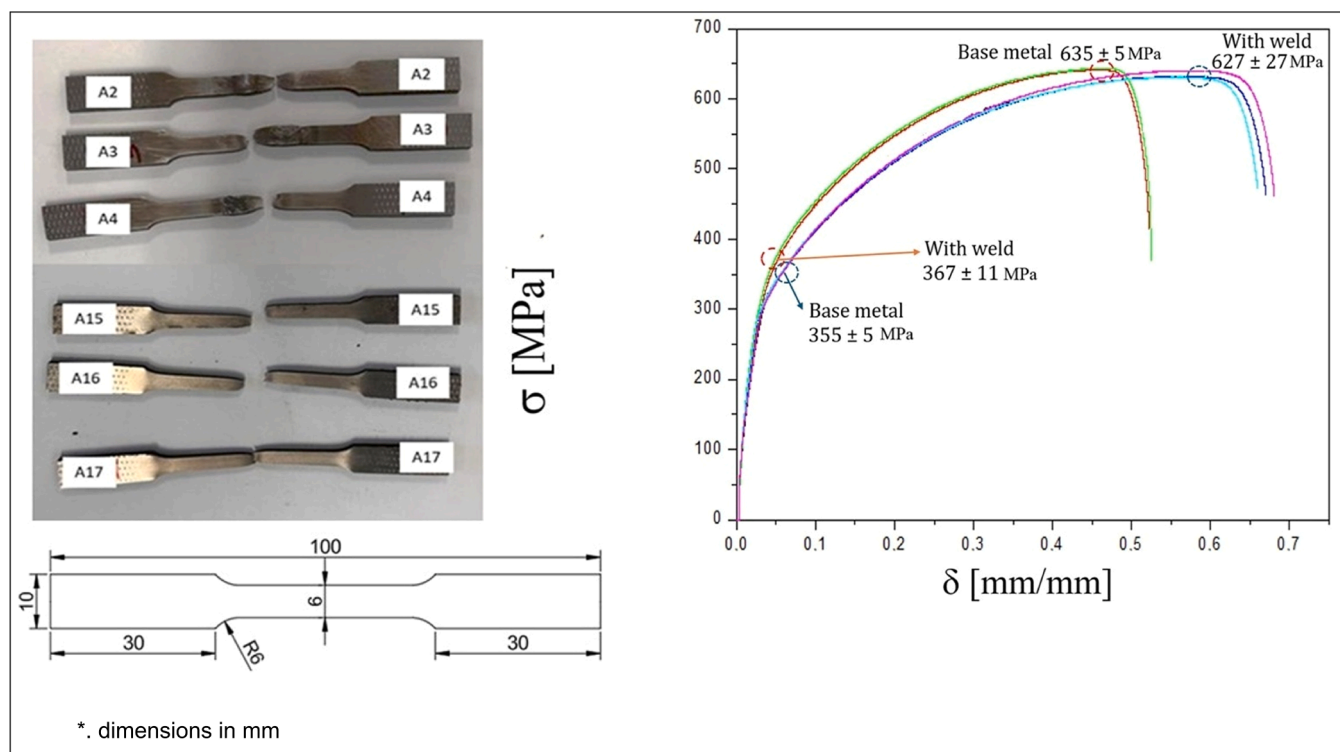 A2
A2
A3
A3
A4
A4
A15
A15
A16
A16
A17
A17
100
10
6
30
R6
30
*. dimensions in mm
σ [MPa]
700
600
500
400
300
200
100
0
Base metal 635 ± 5 MPa
With weld
627 ± 27 MPa
With weld
367 ± 11 MPa
Base metal
355 ± 5 MPa
0.0 0.1 0.2 0.3 0.4 0.5 0.6 0.7
δ [mm/mm]